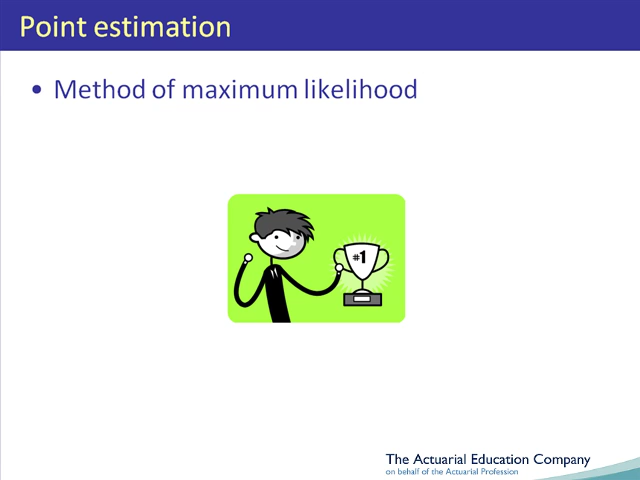 Point estimation
• Method of maximum likelihood
#1
The Actuarial Education Company
on behalf of the Actuarial Profession